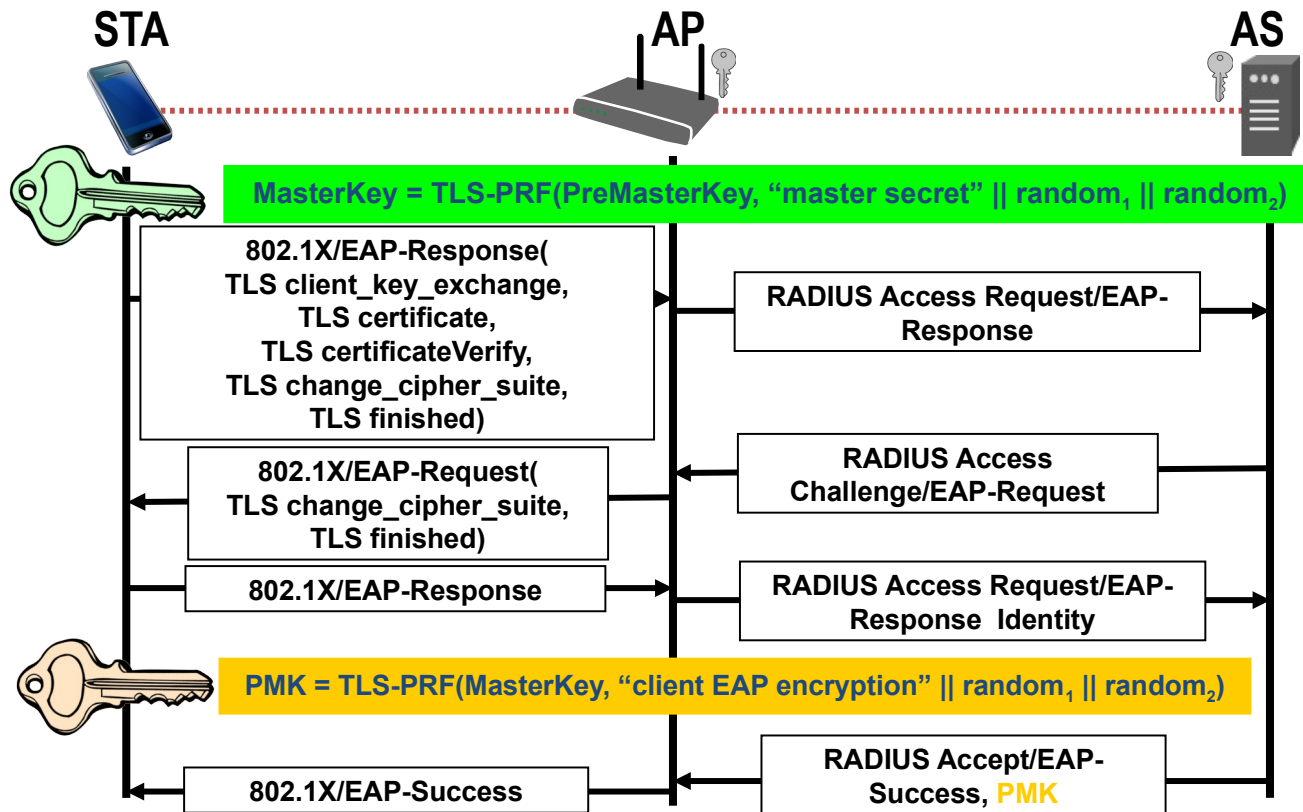 STA
AP
AS
MasterKey = TLS-PRF(PreMasterKey, “master secret” || random₁ || random₂)
802.1X/EAP-Response(
TLS client_key_exchange,
TLS certificate,
TLS certificateVerify,
TLS change_cipher_suite,
TLS finished)
RADIUS Access Request/EAP-
Response
RADIUS Access
Challenge/EAP-Request
802.1X/EAP-Request(
TLS change_cipher_suite,
TLS finished)
802.1X/EAP-Response
RADIUS Access Request/EAP-
Response Identity
PMK = TLS-PRF(MasterKey, “client EAP encryption” || random₁ || random₂)
RADIUS Accept/EAP-
Success, PMK
802.1X/EAP-Success